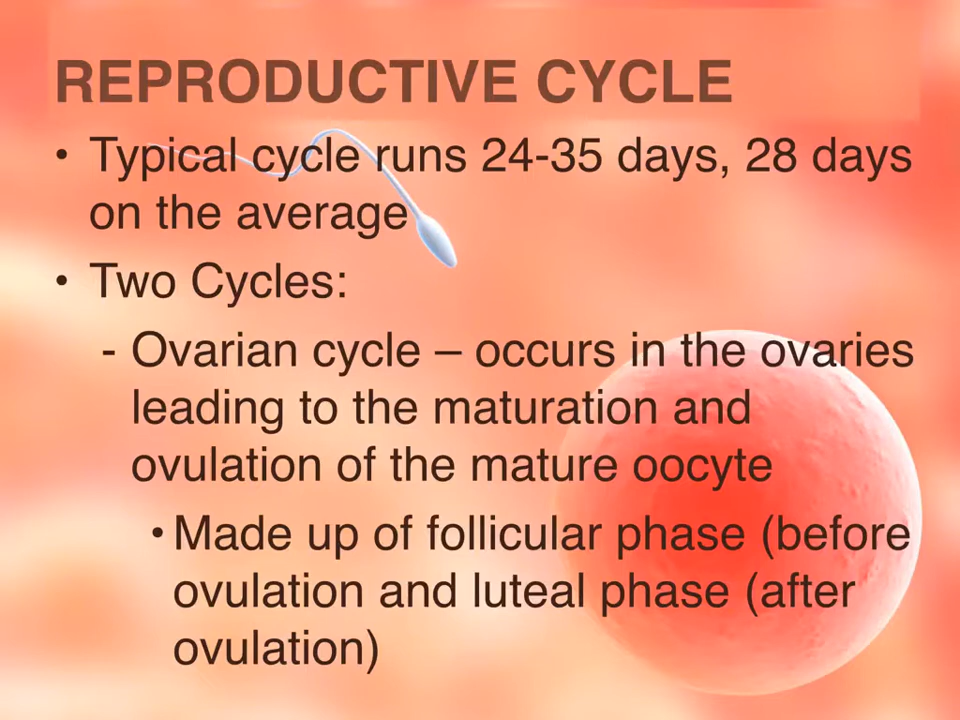 REPRODUCTIVE CYCLE
• Typical cycle runs 24-35 days, 28 days
on the average
• Two Cycles:
- Ovarian cycle – occurs in the ovaries
leading to the maturation and
ovulation of the mature oocyte
• Made up of follicular phase (before
ovulation and luteal phase (after
ovulation)